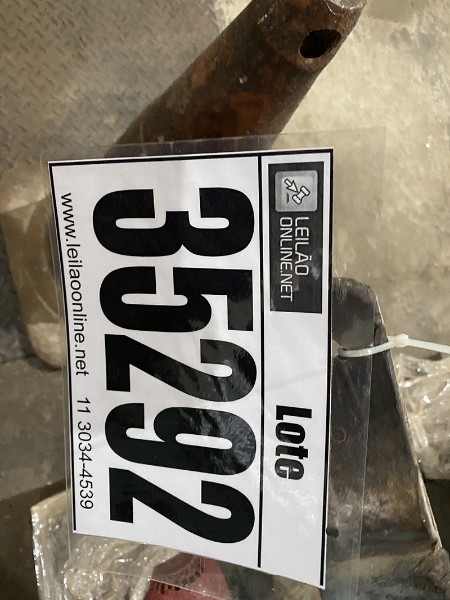 LEILÃO
ONLINE.NET
Lote
35292
www.leilaoonline.net 11 3034-4539